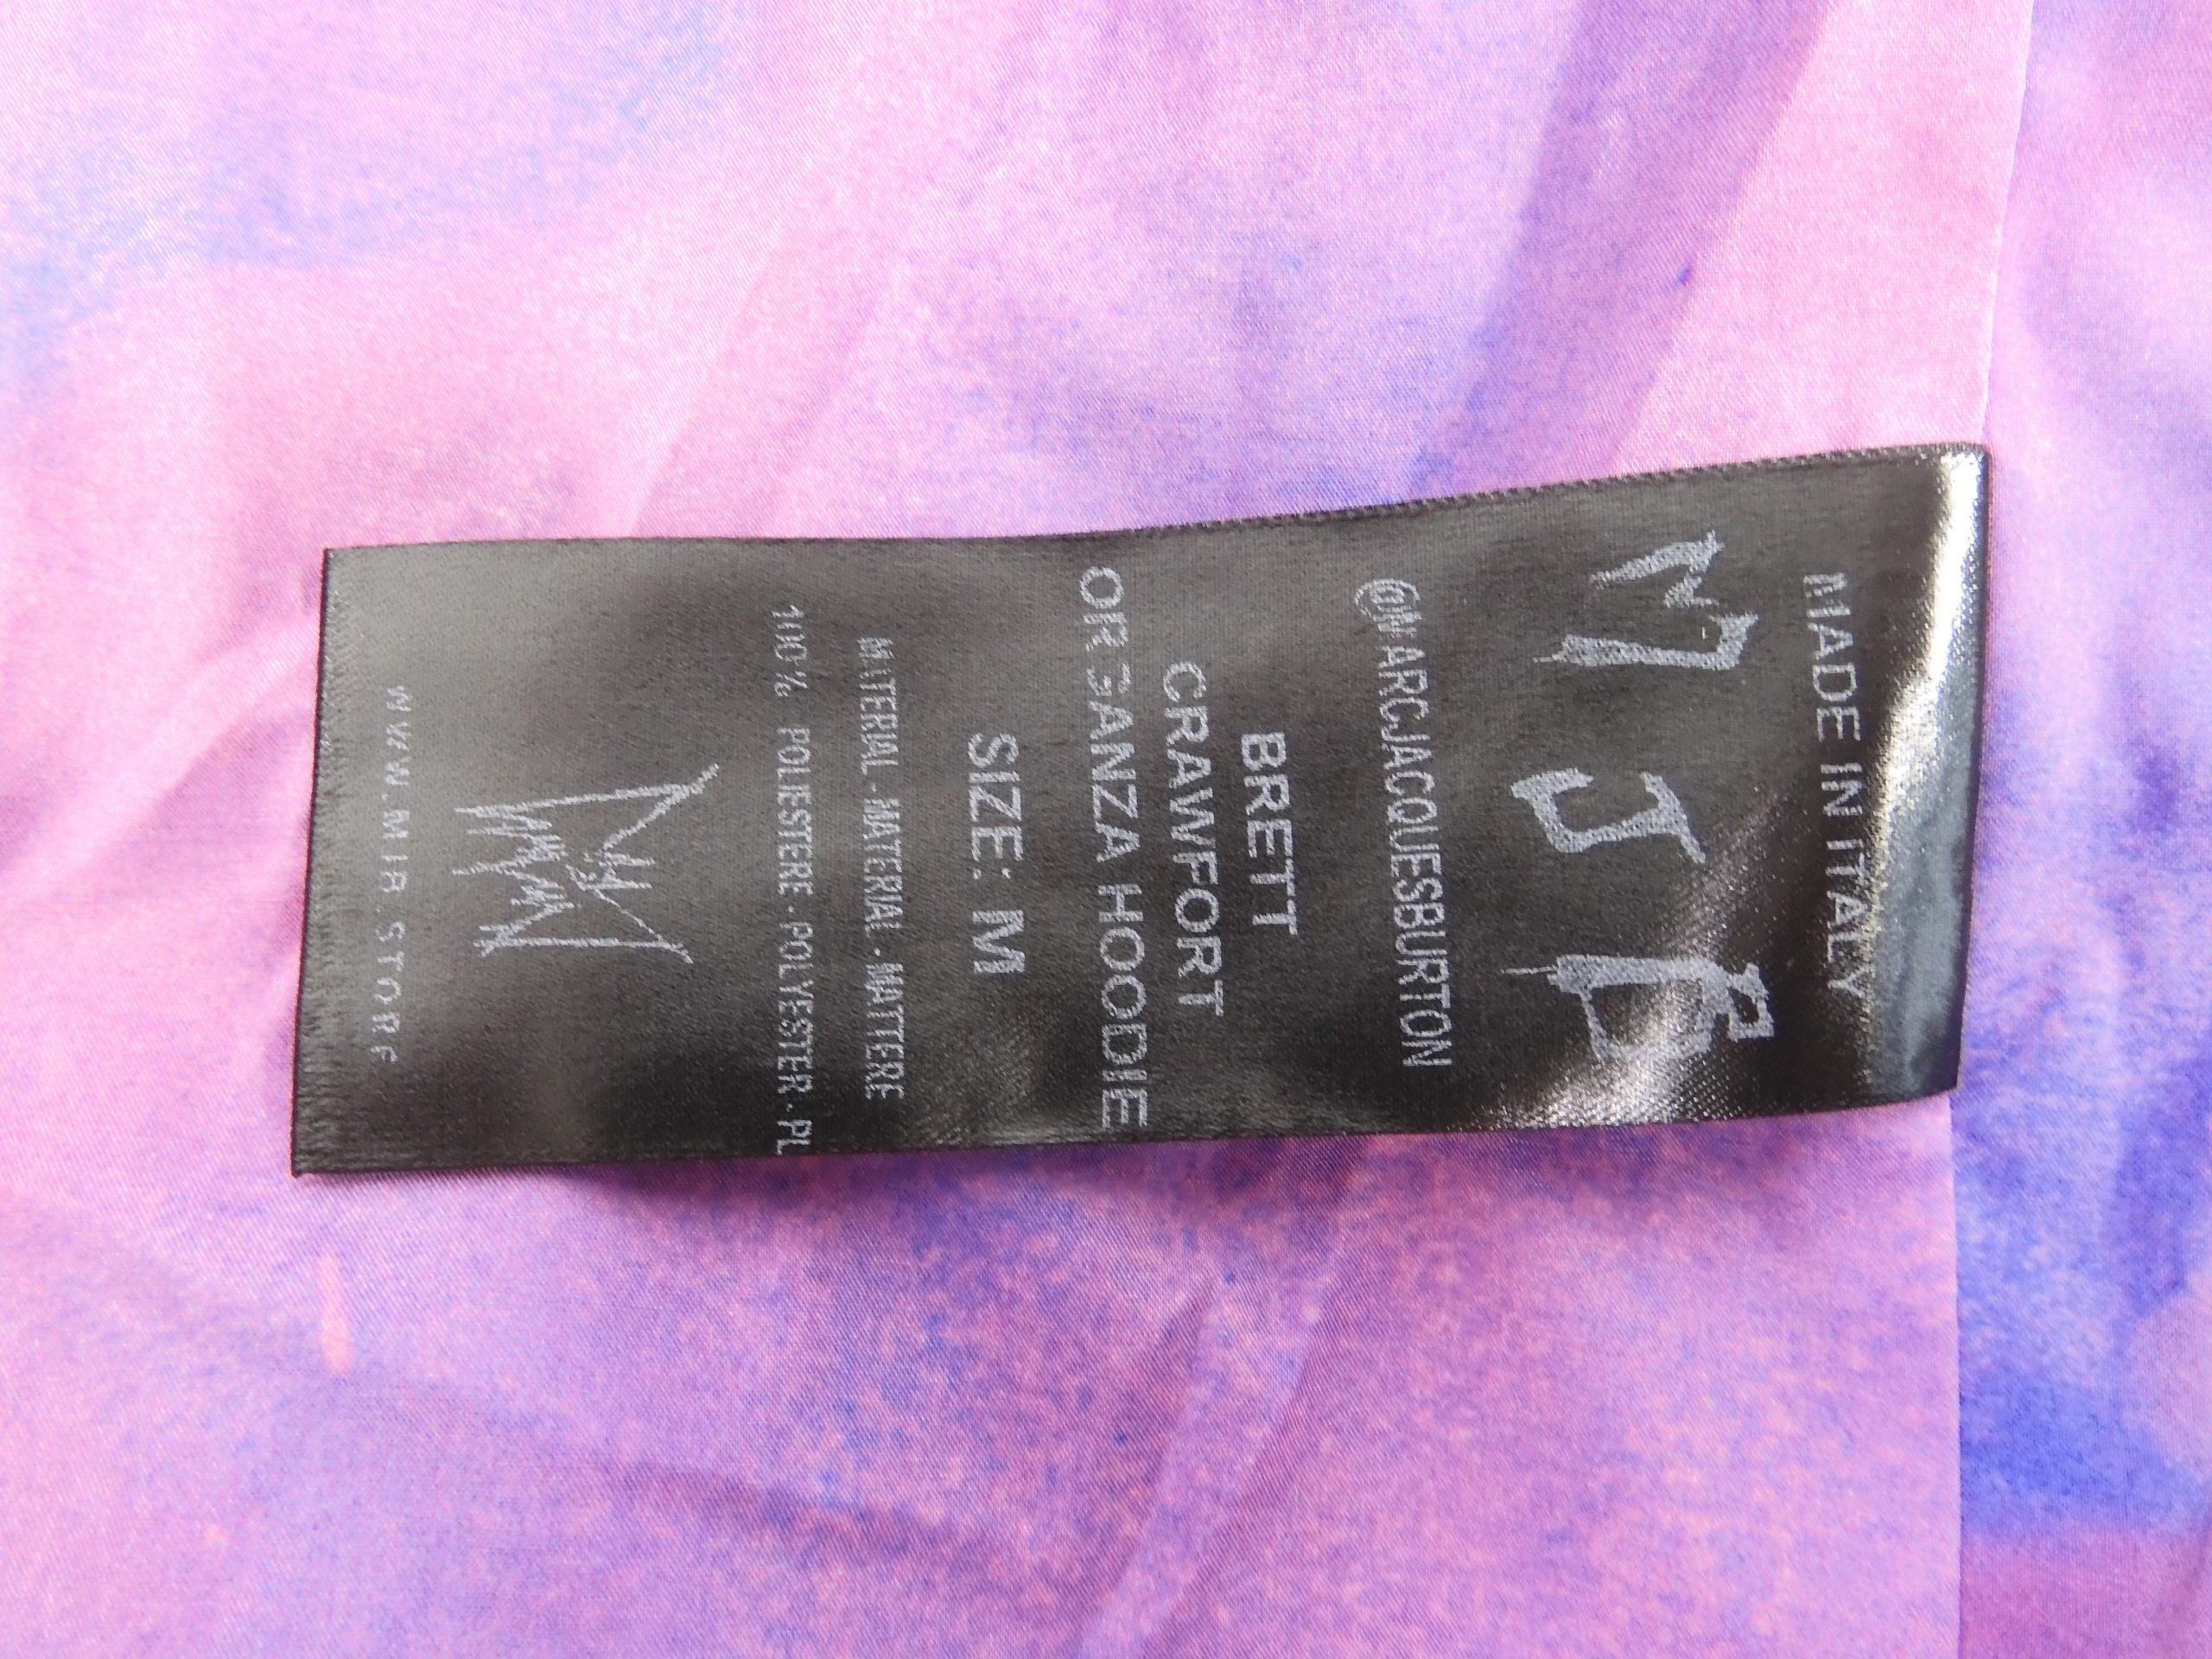 MADE IN ITALY
MJB
@MARCJACQUESBURTON
BRETT
CRAWFORT
ORGANZA HOODIE
SIZE: M
MATERIAL - MATERIAL - MATTERE
100% POLIESTERE - POLYESTER - PL
WWW.MJB.STORE